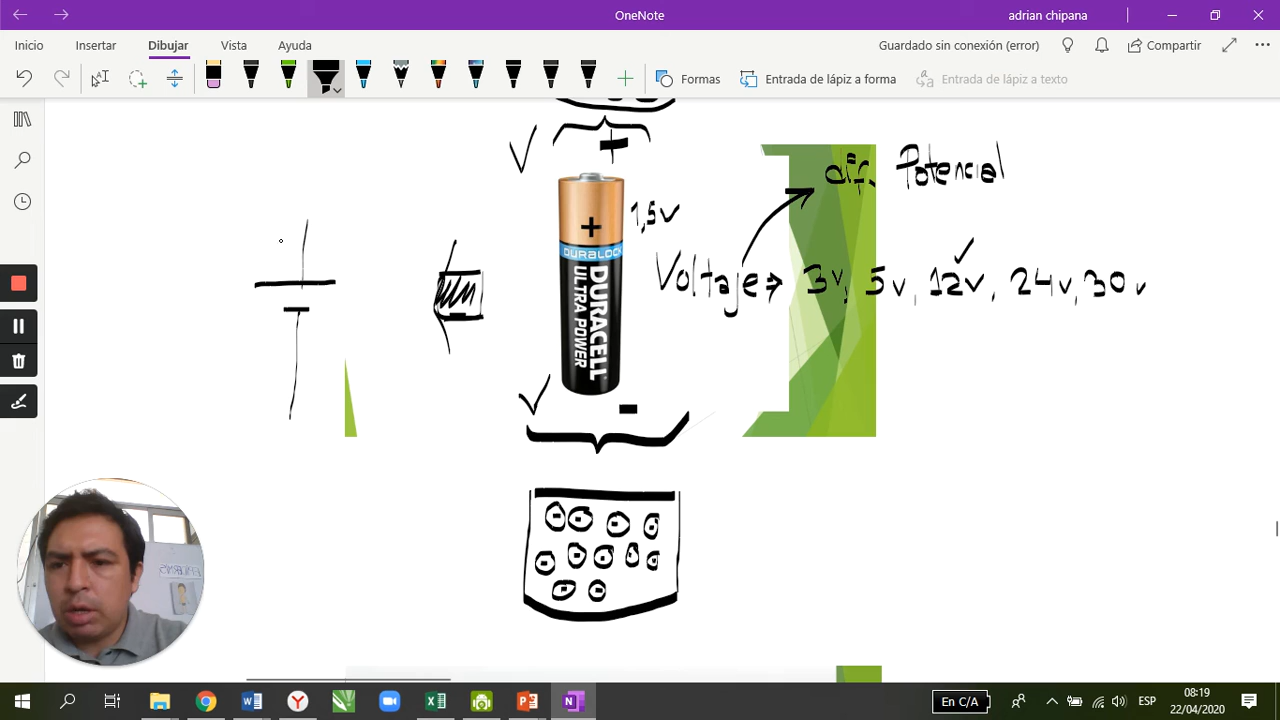 OneNote
adrian chipana
Inicio Insertar Dibujar Vista Ayuda Guardado sin conexión (error) Compartir
Formas Entrada de lápiz a forma Entrada de lápiz a texto
√ +
dif. Potencial
+ 1,5v
DURALOCK
DURACELL
ULTRA POWER
Voltaje → 3v, 5v, 12v, 24v, 30v
-
En C/A ESP 08:19
22/04/2020